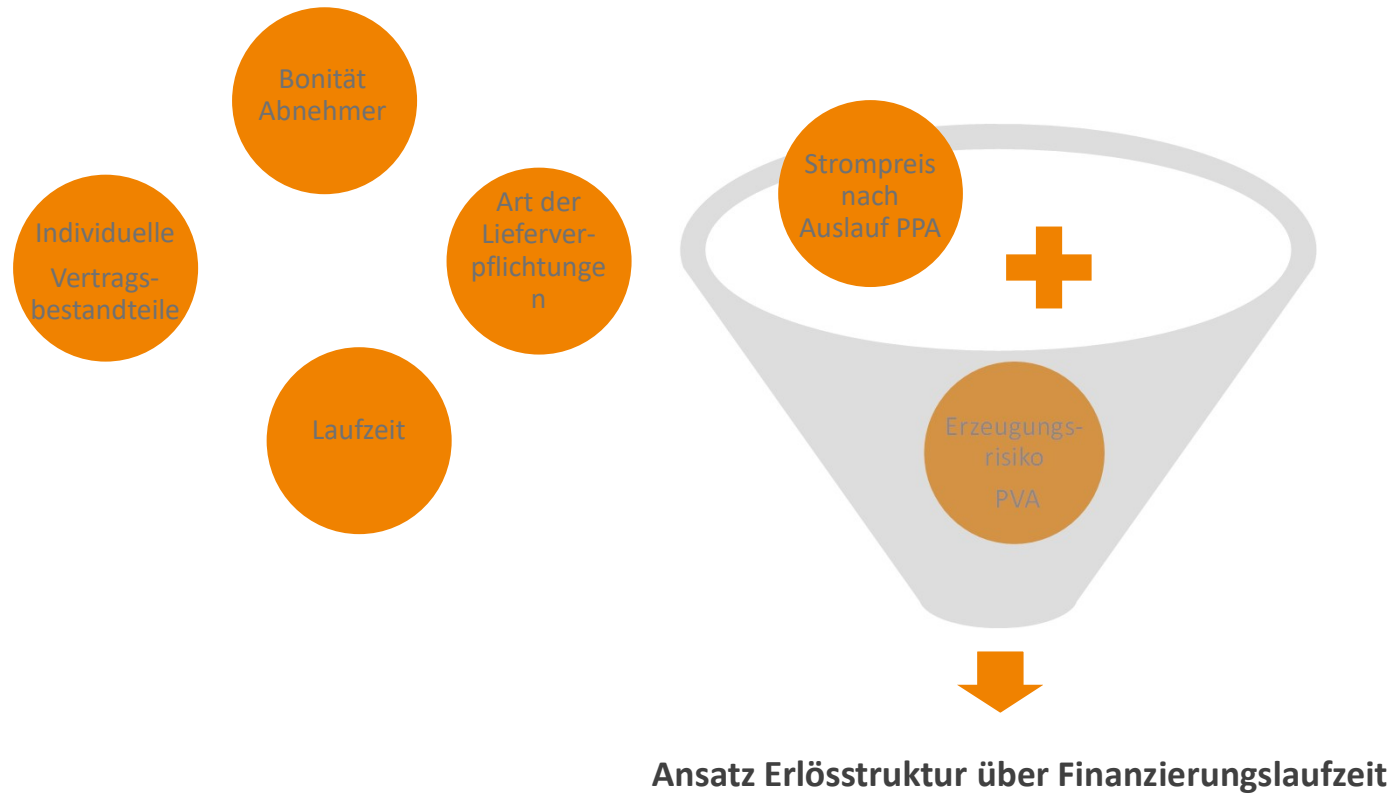 Bonität
Abnehmer
Individuelle
Vertrags-
bestandteile
Art der
Lieferver-
pflichtunge
n
Laufzeit
Strompreis
nach
Auslauf PPA
Erzeugungs-
risiko
PVA
Ansatz Erlösstruktur über Finanzierungslaufzeit